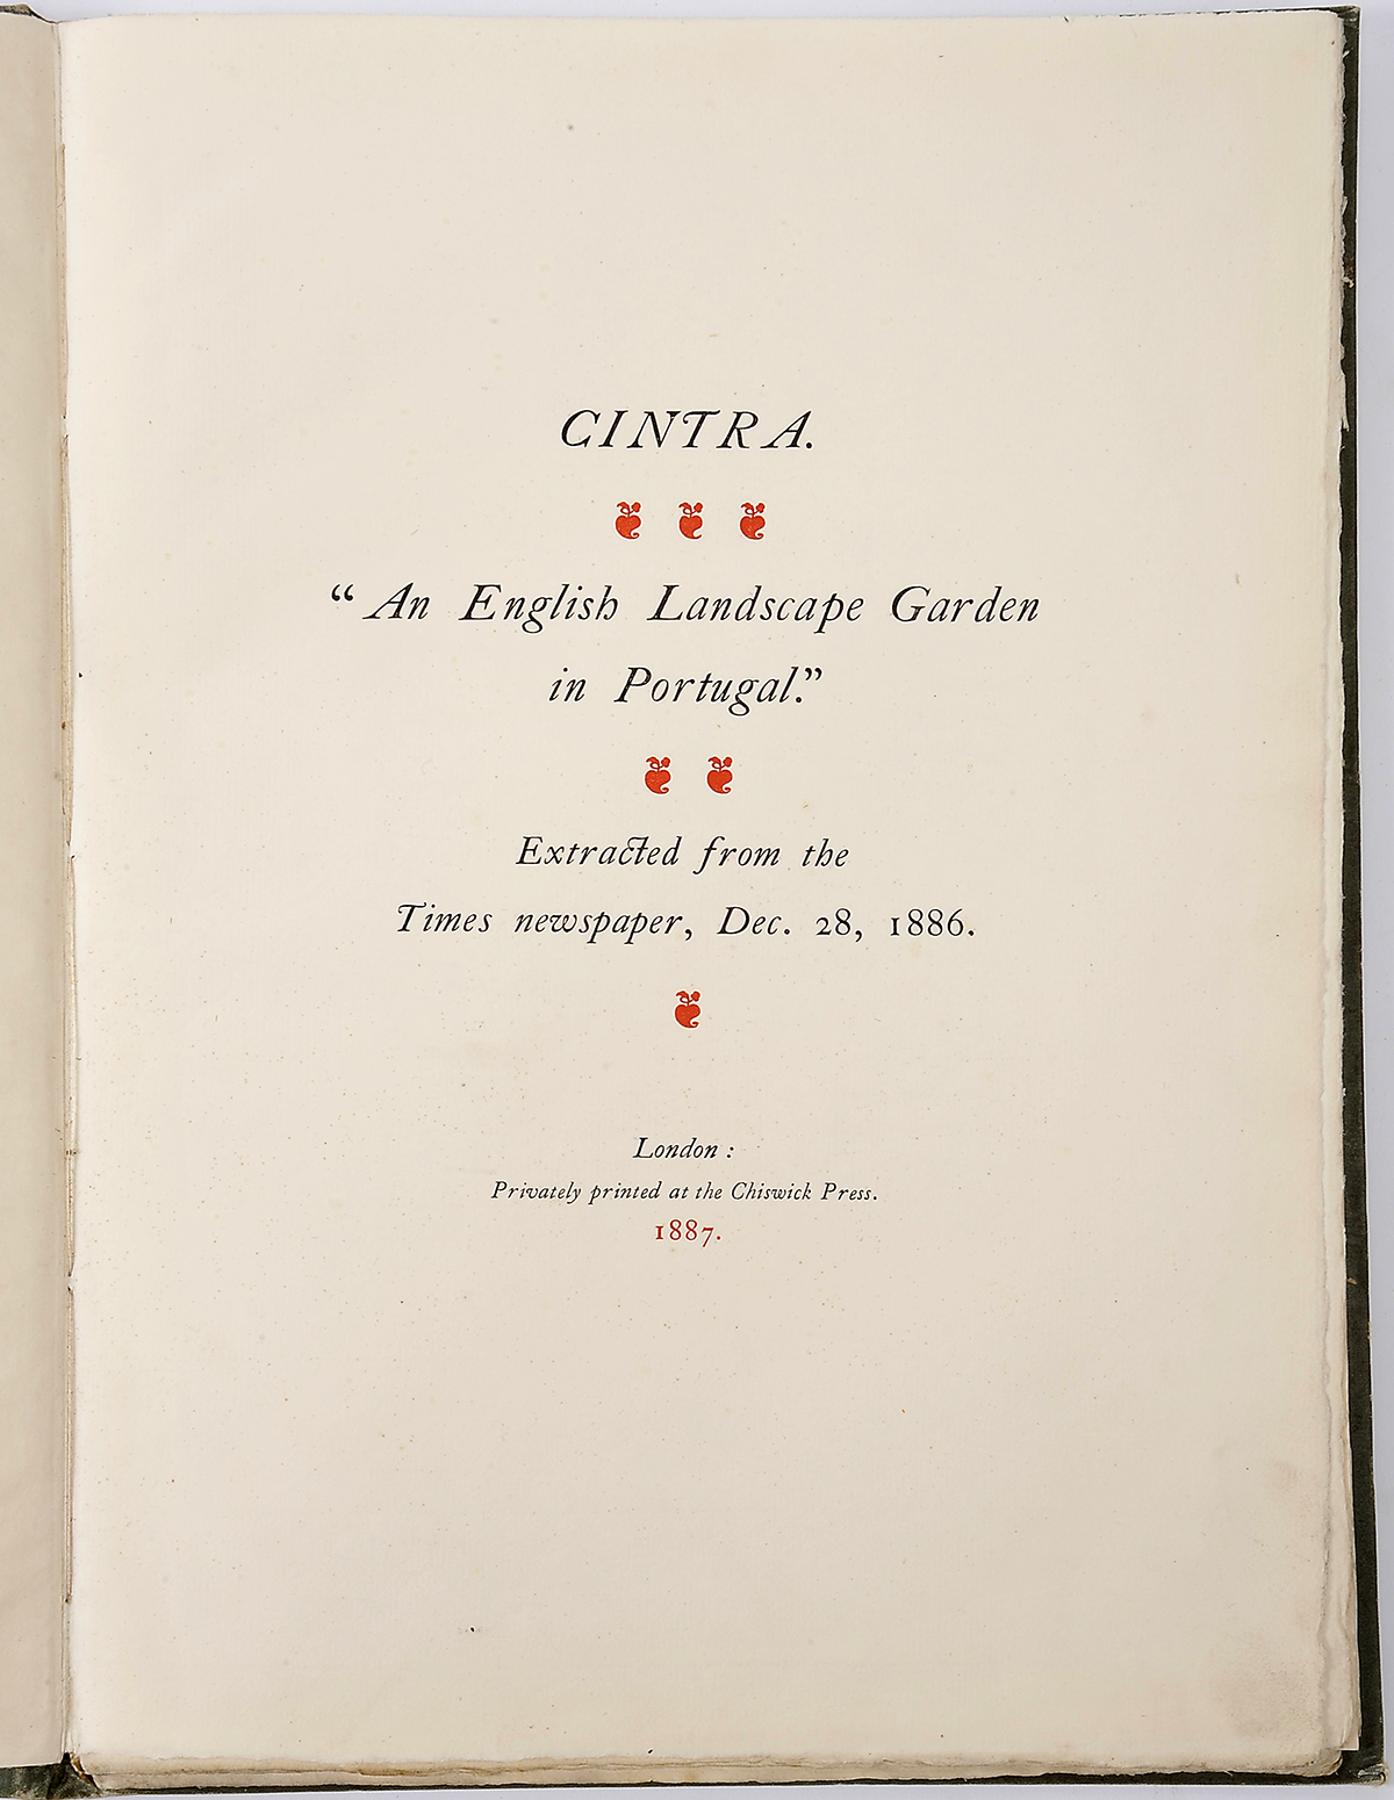 CINTRA.
“An English Landscape Garden
in Portugal.”
Extracted from the
Times newspaper, Dec. 28, 1886.
London :
Privately printed at the Chiswick Press.
1887.